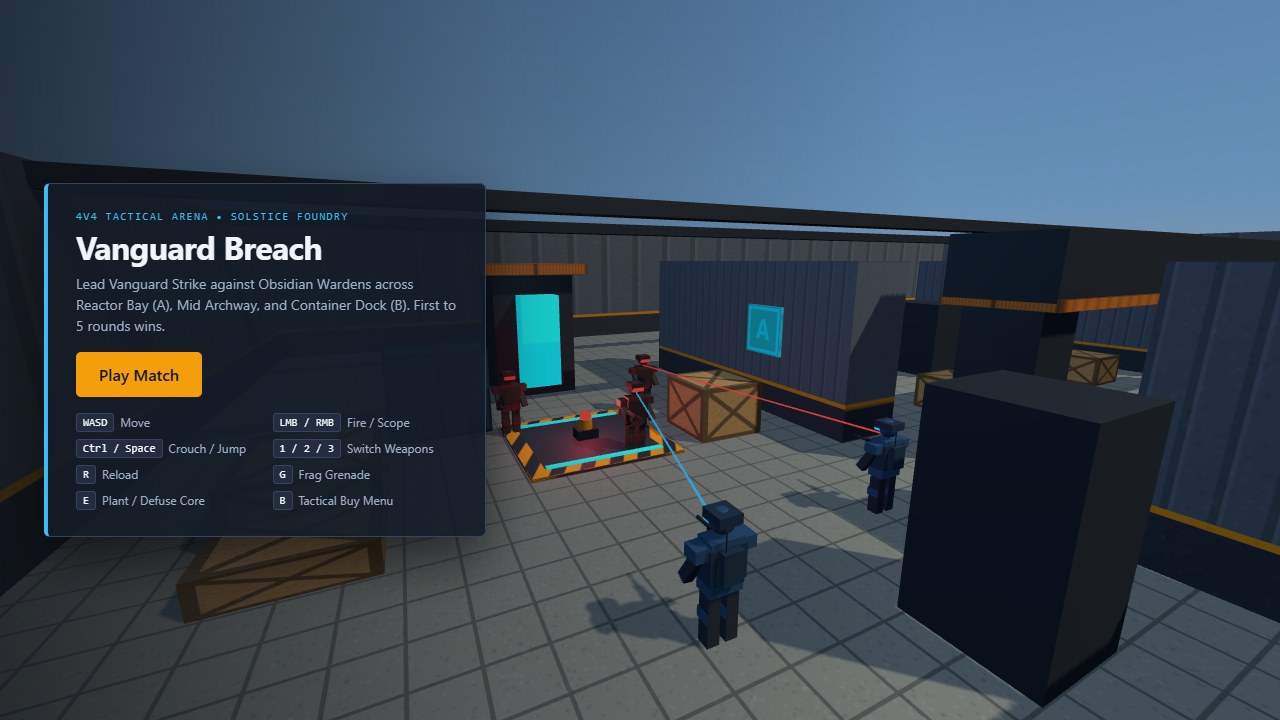 4V4 TACTICAL ARENA • SOLSTICE FOUNDRY
Vanguard Breach
Lead Vanguard Strike against Obsidian Wardens across
Reactor Bay (A), Mid Archway, and Container Dock (B). First to
5 rounds wins.
Play Match
WASD Move
LMB / RMB Fire / Scope
Ctrl / Space Crouch / Jump
1 / 2 / 3 Switch Weapons
R Reload
G Frag Grenade
E Plant / Defuse Core
B Tactical Buy Menu
A